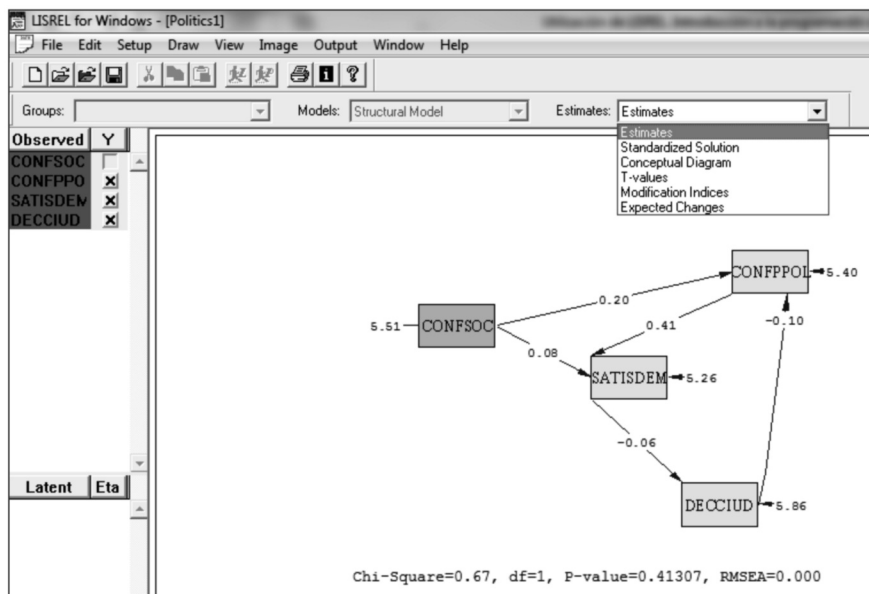 LISREL for Windows - [Politics1]
File Edit Setup Draw View Image Output Window Help
Groups: Models: Structural Model Estimates: Estimates
Estimates
Standardized Solution
Conceptual Diagram
T-values
Modification Indices
Expected Changes
Observed Y
CONFSOC
CONFPPO
SATISDEM
DECCIUD
Latent Eta
CONFPPOL 5.40
0.20
-0.10
5.51 CONFSOC
0.41
0.08
SATISDEM 5.26
-0.06
DECCIUD 5.86
Chi-Square=0.67, df=1, P-value=0.41307, RMSEA=0.000